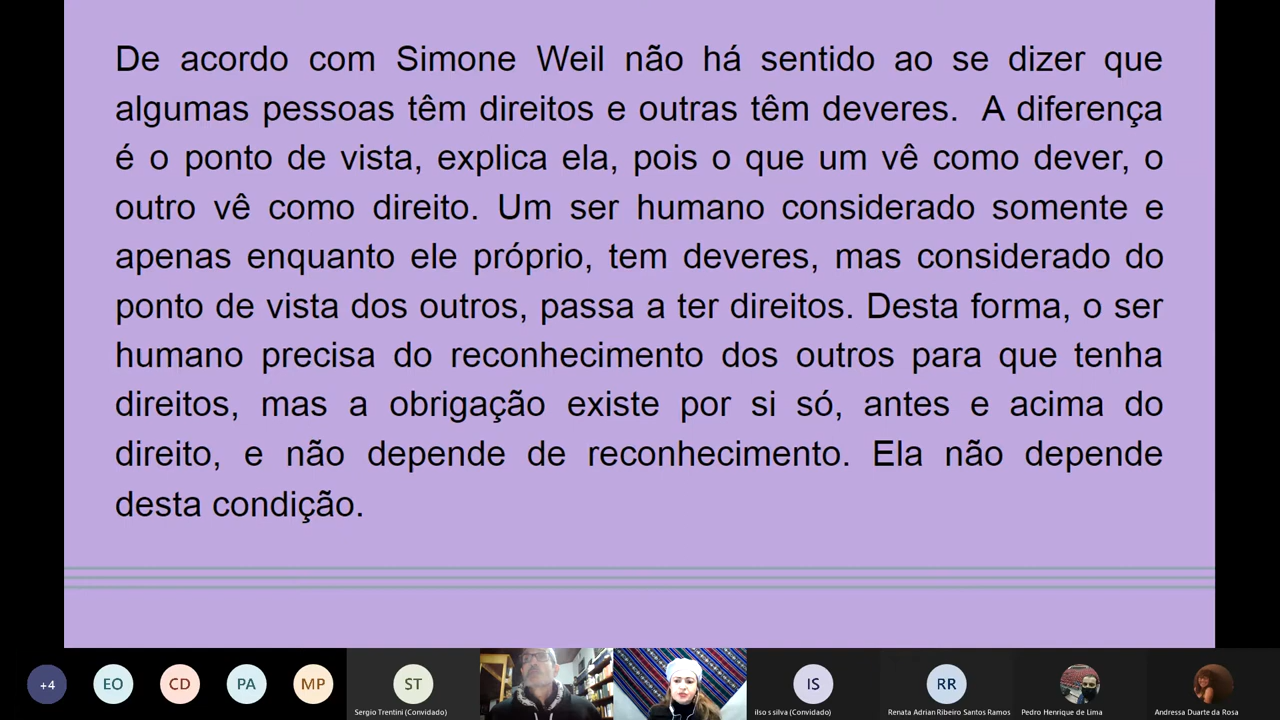 De acordo com Simone Weil não há sentido ao se dizer que
algumas pessoas têm direitos e outras têm deveres. A diferença
é o ponto de vista, explica ela, pois o que um vê como dever, o
outro vê como direito. Um ser humano considerado somente e
apenas enquanto ele próprio, tem deveres, mas considerado do
ponto de vista dos outros, passa a ter direitos. Desta forma, o ser
humano precisa do reconhecimento dos outros para que tenha
direitos, mas a obrigação existe por si só, antes e acima do
direito, e não depende de reconhecimento. Ela não depende
desta condição.
+4 EO CD PA MP ST IS RR
Sergio Trentini (Convidado) ilso s silva (Convidado) Renata Adrian Ribeiro Santos Ramos Pedro Henrique de Lima Andressa Duarte da Rosa